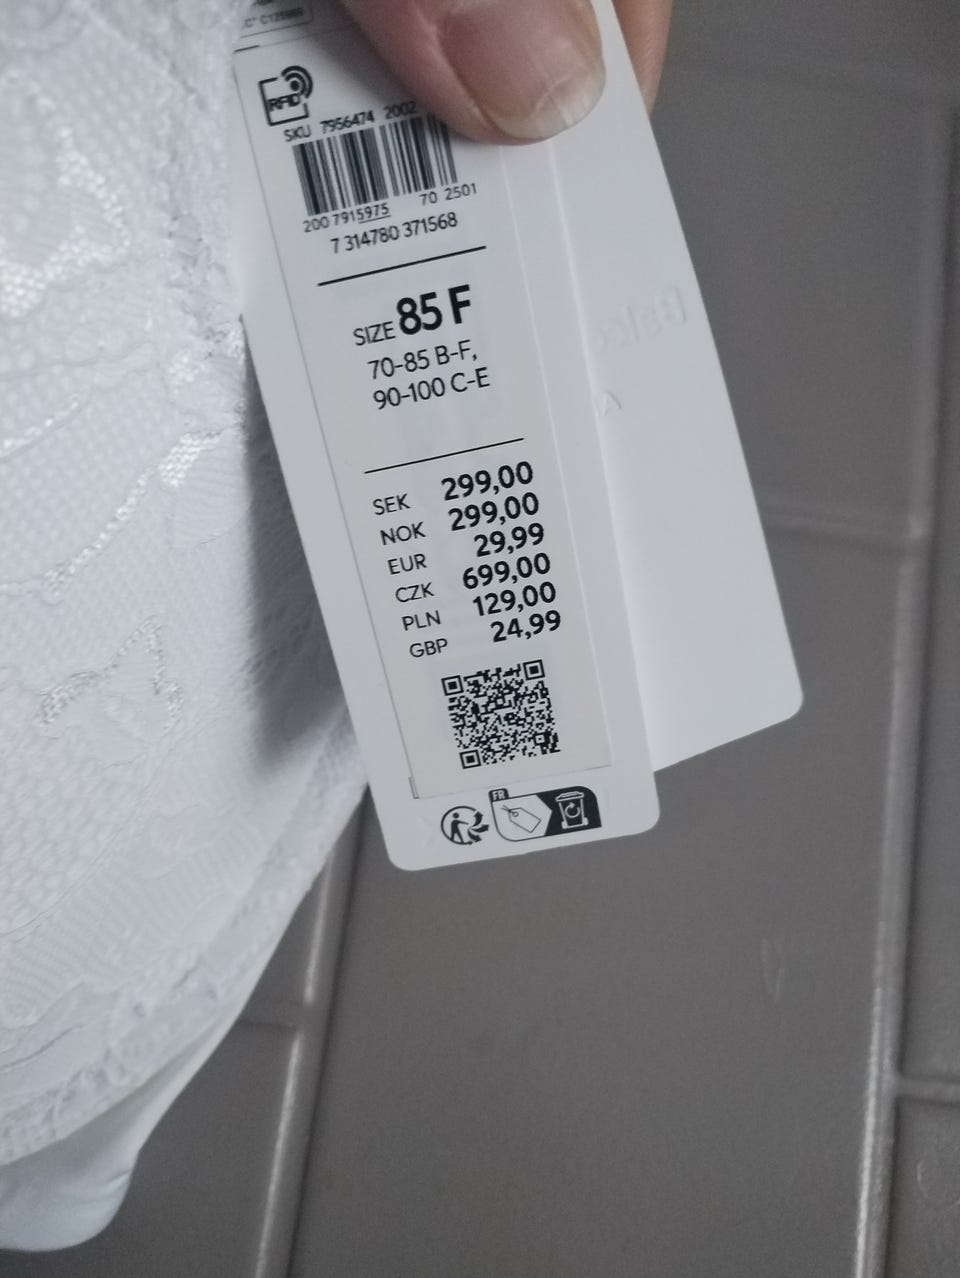 RFID
SKU 7956474 2002
200 7915975 70 2501
7 314780 371568
SIZE 85 F
70-85 B-F,
90-100 C-E
SEK 299,00
NOK 299,00
EUR 29,99
CZK 699,00
PLN 129,00
GBP 24,99
FR